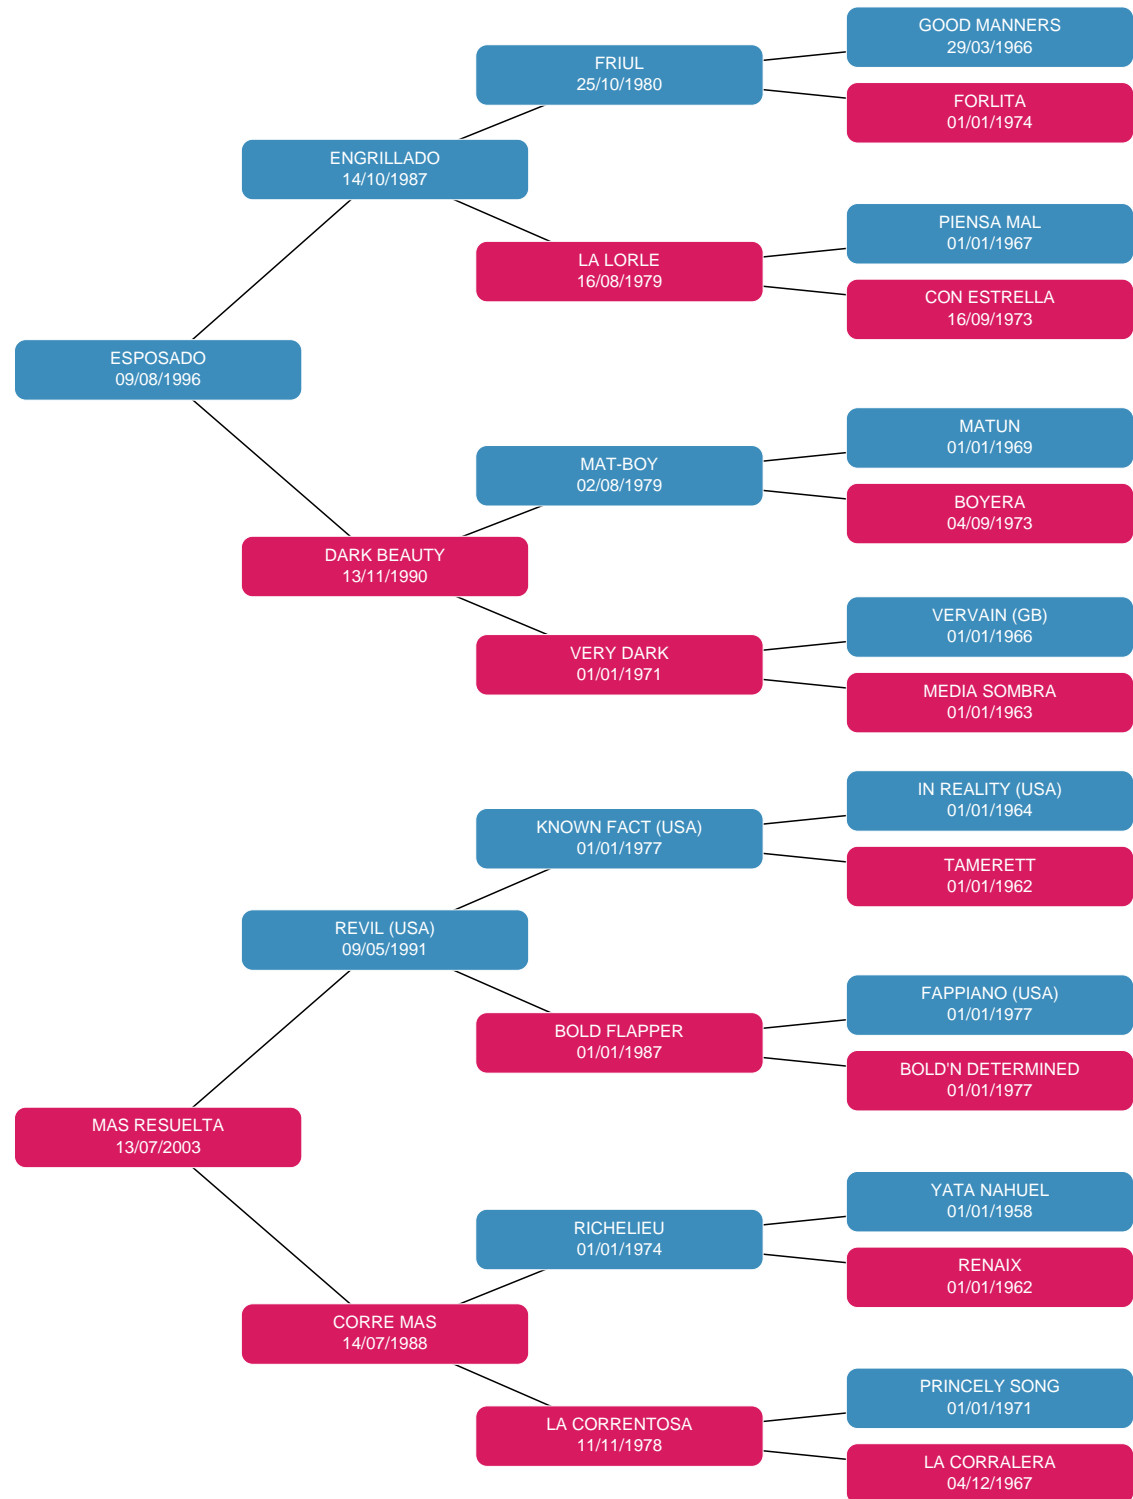 GOOD MANNERS
29/03/1966
FRIUL
25/10/1980
FORLITA
01/01/1974
ENGRILLADO
14/10/1987
PIENSA MAL
01/01/1967
LA LORLE
16/08/1979
CON ESTRELLA
16/09/1973
ESPOSADO
09/08/1996
MATUN
01/01/1969
MAT-BOY
02/08/1979
BOYERA
04/09/1973
DARK BEAUTY
13/11/1990
VERVAIN (GB)
01/01/1966
VERY DARK
01/01/1971
MEDIA SOMBRA
01/01/1963
IN REALITY (USA)
01/01/1964
KNOWN FACT (USA)
01/01/1977
TAMERETT
01/01/1962
REVIL (USA)
09/05/1991
FAPPIANO (USA)
01/01/1977
BOLD FLAPPER
01/01/1987
BOLD'N DETERMINED
01/01/1977
MAS RESUELTA
13/07/2003
YATA NAHUEL
01/01/1958
RICHELIEU
01/01/1974
RENAIX
01/01/1962
CORRE MAS
14/07/1988
PRINCELY SONG
01/01/1971
LA CORRENTOSA
11/11/1978
LA CORRALERA
04/12/1967